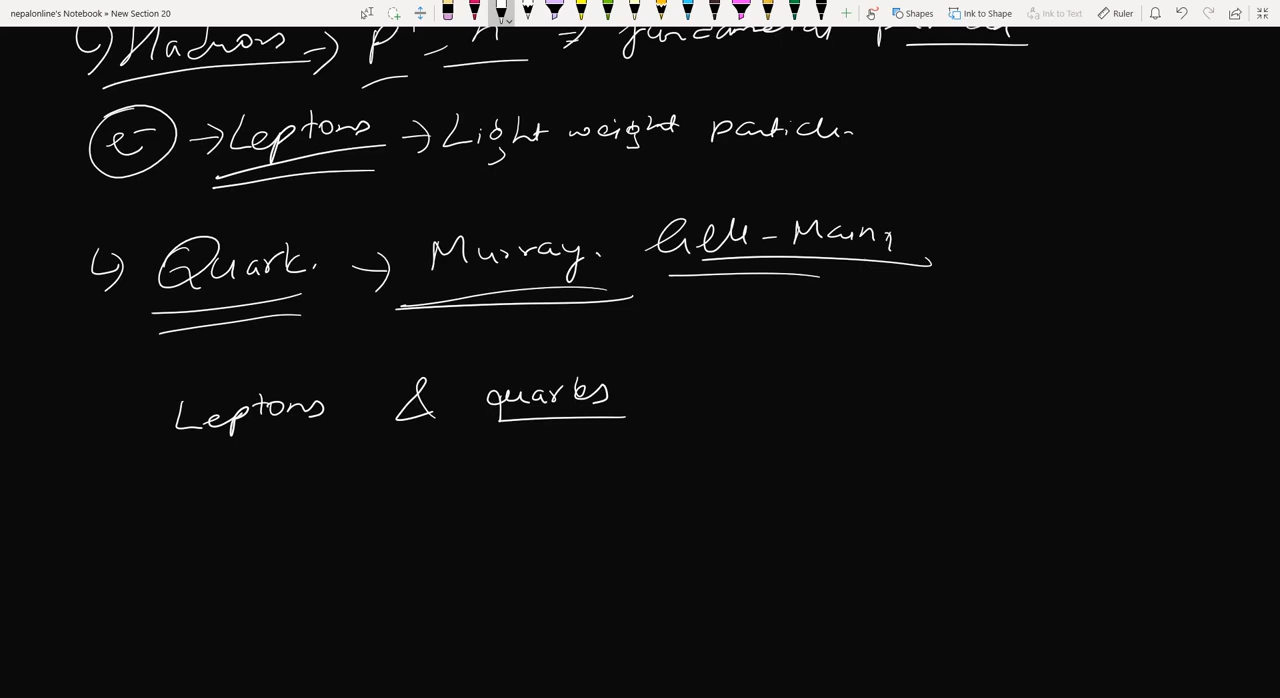 nepalonline's Notebook » New Section 20
Shapes Ink to Shape Ink to Text Ruler
↳ Hadrons → p⁺ - n ≠ fundamental
e⁻ → Leptons → Light weight particle
↳ Quark. → Murray. Gell-Mann
Leptons & quarks